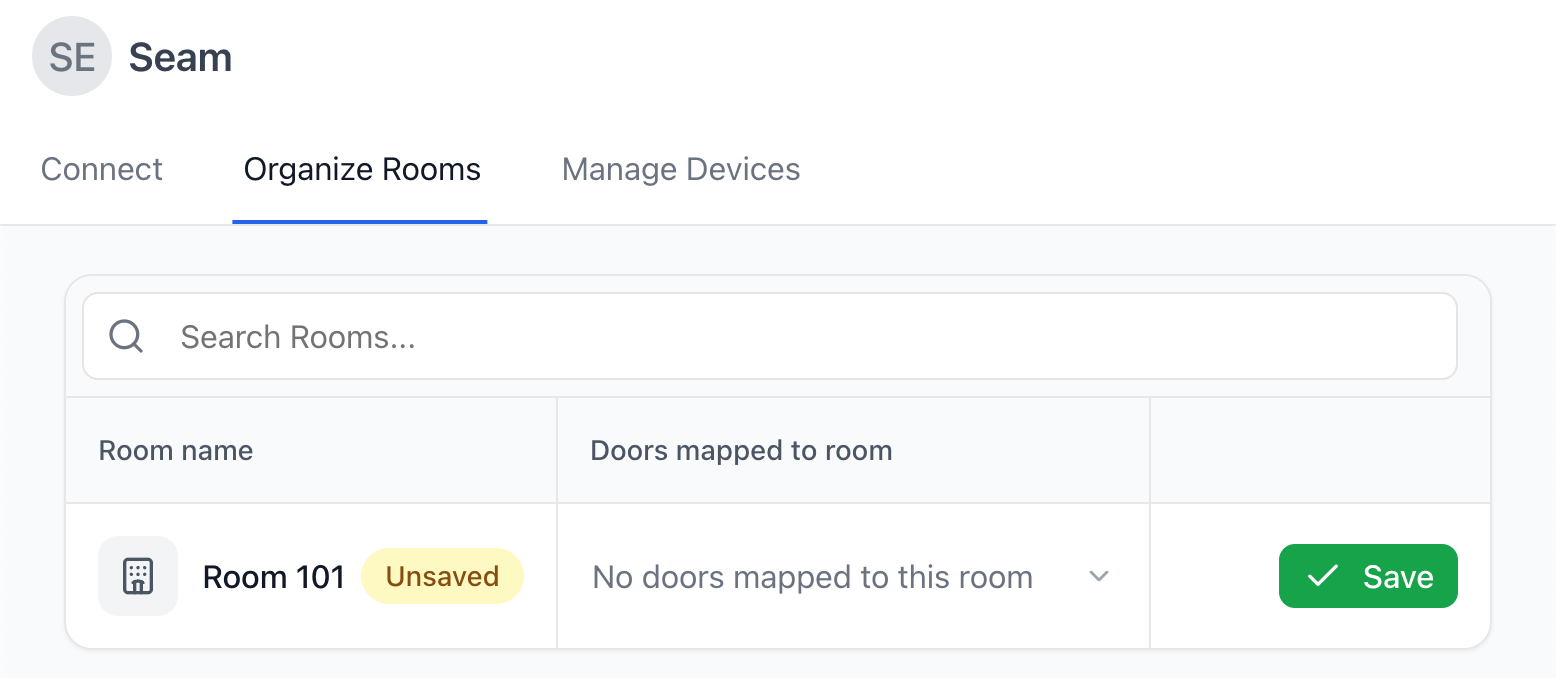 SE Seam
Connect Organize Rooms Manage Devices
Search Rooms...
Room name Doors mapped to room
Room 101 Unsaved No doors mapped to this room Save